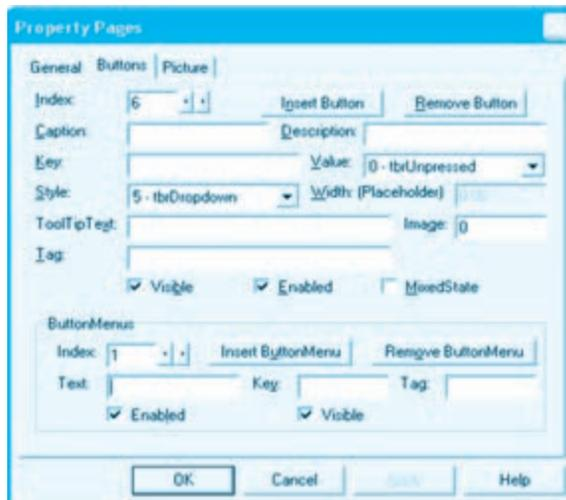 Property Pages
General Buttons Picture
Index: 6 Insert Button Remove Button
Caption: Description:
Key: Value: 0 - tbrUnpressed
Style: 5 - tbrDropdown Width: (Placeholder)
ToolTipText: Image: 0
Tag:
Visible Enabled MixedState
ButtonMenus
Index: 1 Insert ButtonMenu Remove ButtonMenu
Text: Key: Tag:
Enabled Visible
OK Cancel Help